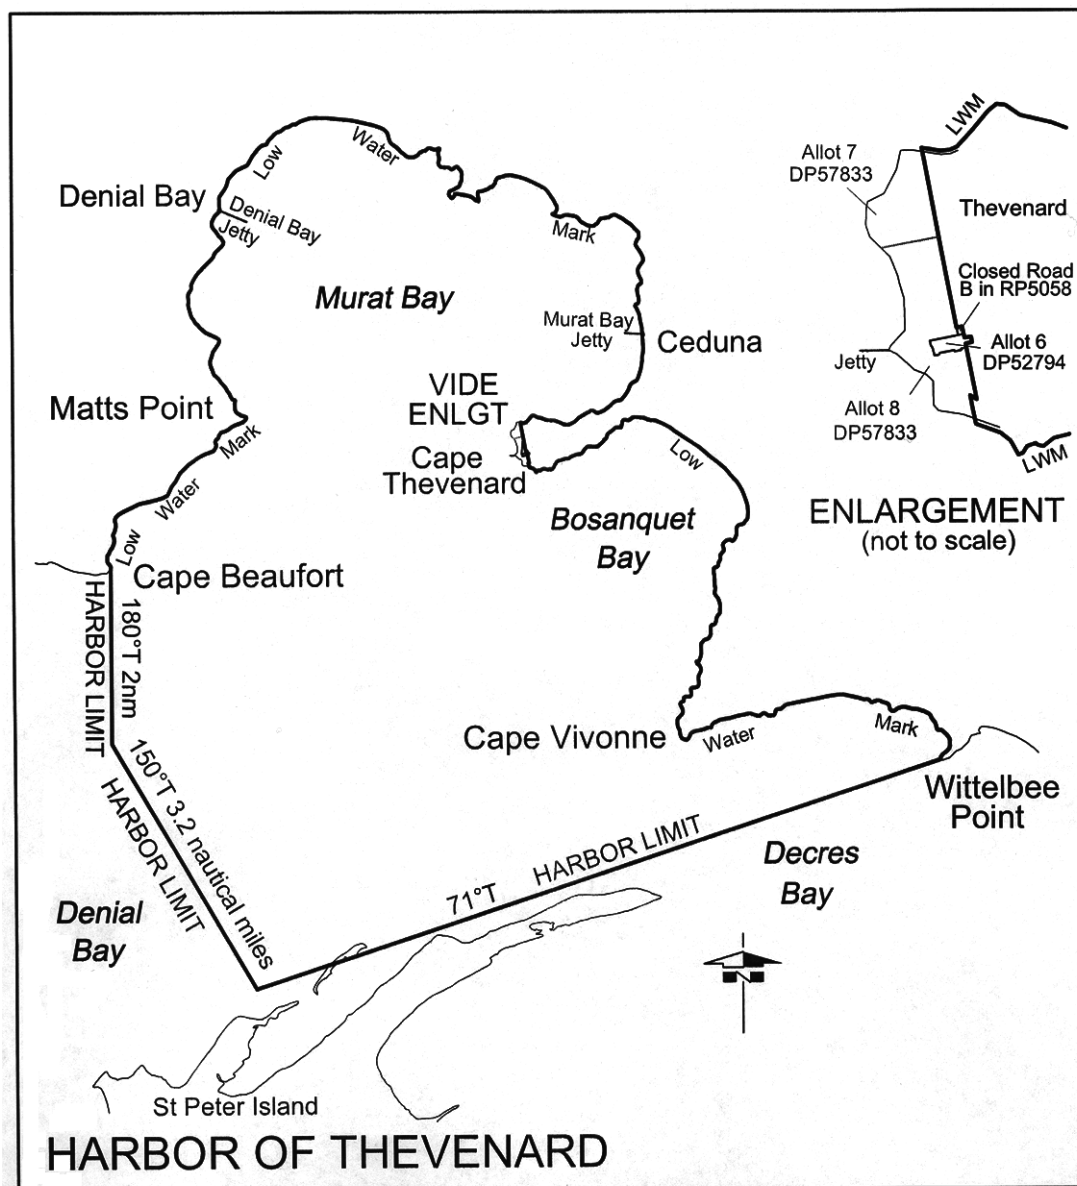 Water
Low
Denial Bay
Denial Bay
Jetty
Mark
Murat Bay
Murat Bay
Jetty
Ceduna
VIDE
ENLGT
Matts Point
Mark
Cape
Thevenard
Low
Water
Bosanquet
Bay
Low
Cape Beaufort
HARBOR LIMIT
180°T 2nm
Cape Vivonne
Water
Mark
Wittelbee
Point
150°T 3.2 nautical miles
HARBOR LIMIT
71°T
HARBOR LIMIT
Decres
Bay
Denial
Bay
N
St Peter Island
HARBOR OF THEVENARD
LWM
Allot 7
DP57833
Thevenard
Closed Road
B in RP5058
Allot 6
DP52794
Jetty
Allot 8
DP57833
LWM
ENLARGEMENT
(not to scale)